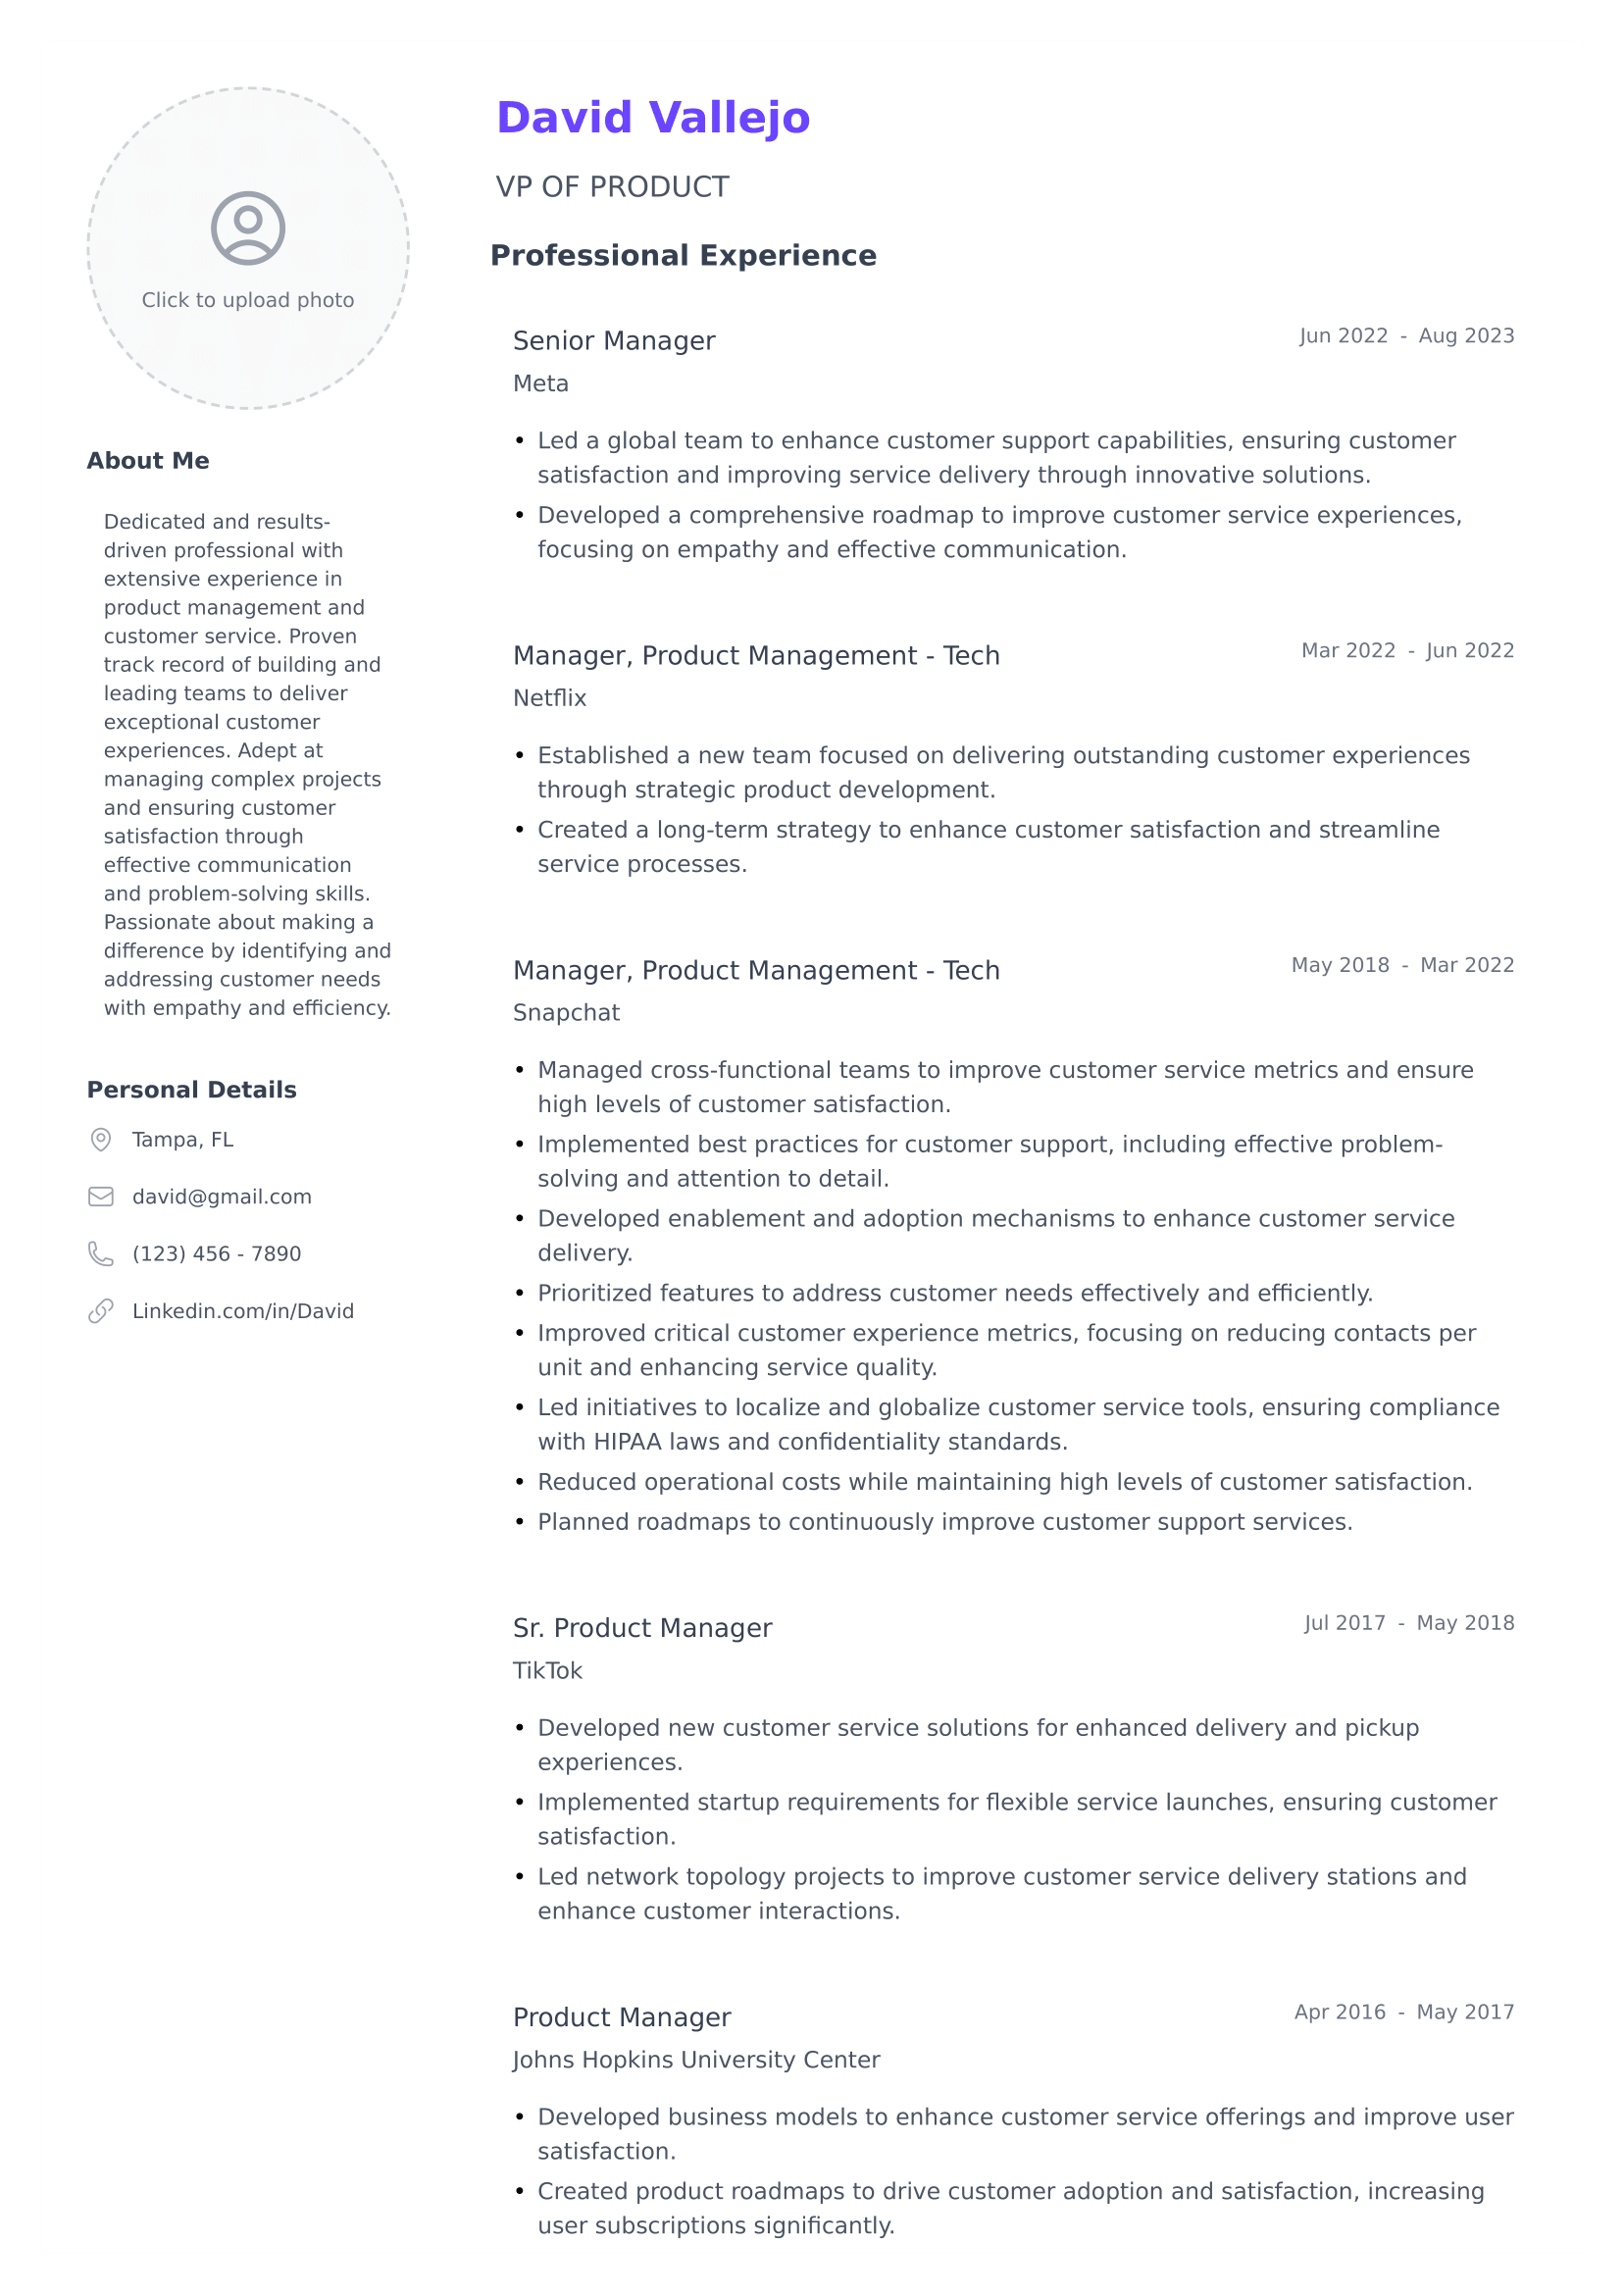 Click to upload photo
About Me
Dedicated and results-
driven professional with
extensive experience in
product management and
customer service. Proven
track record of building and
leading teams to deliver
exceptional customer
experiences. Adept at
managing complex projects
and ensuring customer
satisfaction through
effective communication
and problem-solving skills.
Passionate about making a
difference by identifying and
addressing customer needs
with empathy and efficiency.
Personal Details
Tampa, FL
david@gmail.com
(123) 456 - 7890
Linkedin.com/in/David
David Vallejo
VP OF PRODUCT
Professional Experience
Senior Manager Jun 2022 - Aug 2023
Meta
• Led a global team to enhance customer support capabilities, ensuring customer
satisfaction and improving service delivery through innovative solutions.
• Developed a comprehensive roadmap to improve customer service experiences,
focusing on empathy and effective communication.
Manager, Product Management - Tech Mar 2022 - Jun 2022
Netflix
• Established a new team focused on delivering outstanding customer experiences
through strategic product development.
• Created a long-term strategy to enhance customer satisfaction and streamline
service processes.
Manager, Product Management - Tech May 2018 - Mar 2022
Snapchat
• Managed cross-functional teams to improve customer service metrics and ensure
high levels of customer satisfaction.
• Implemented best practices for customer support, including effective problem-
solving and attention to detail.
• Developed enablement and adoption mechanisms to enhance customer service
delivery.
• Prioritized features to address customer needs effectively and efficiently.
• Improved critical customer experience metrics, focusing on reducing contacts per
unit and enhancing service quality.
• Led initiatives to localize and globalize customer service tools, ensuring compliance
with HIPAA laws and confidentiality standards.
• Reduced operational costs while maintaining high levels of customer satisfaction.
• Planned roadmaps to continuously improve customer support services.
Sr. Product Manager Jul 2017 - May 2018
TikTok
• Developed new customer service solutions for enhanced delivery and pickup
experiences.
• Implemented startup requirements for flexible service launches, ensuring customer
satisfaction.
• Led network topology projects to improve customer service delivery stations and
enhance customer interactions.
Product Manager Apr 2016 - May 2017
Johns Hopkins University Center
• Developed business models to enhance customer service offerings and improve user
satisfaction.
• Created product roadmaps to drive customer adoption and satisfaction, increasing
user subscriptions significantly.